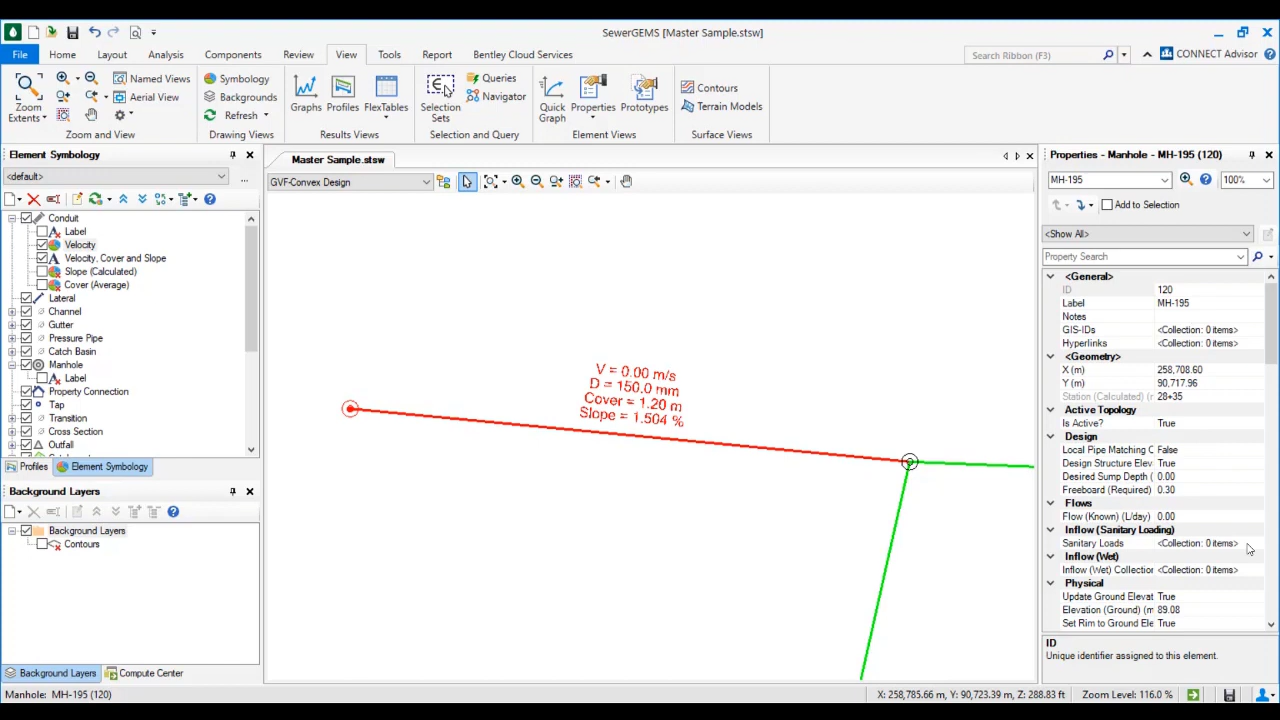 SewerGEMS [Master Sample.stsw]
File Home Layout Analysis Components Review View Tools Report Bentley Cloud Services Search Ribbon (F3) CONNECT Advisor
Zoom Extents
Named Views
Aerial View
Zoom and View
Symbology
Backgrounds
Refresh
Drawing Views
Graphs Profiles FlexTables
Results Views
Selection Sets
Queries
Navigator
Selection and Query
Quick Graph
Properties Prototypes
Element Views
Contours
Terrain Models
Surface Views
Element Symbology
<default>
...
Conduit
Label
Velocity
Velocity, Cover and Slope
Slope (Calculated)
Cover (Average)
Lateral
Channel
Gutter
Pressure Pipe
Catch Basin
Manhole
Label
Property Connection
Tap
Transition
Cross Section
Outfall
Profiles Element Symbology
Background Layers
Background Layers
Contours
Background Layers Compute Center
Master Sample.stsw
GVF-Convex Design
V = 0.00 m/s
D = 150.0 mm
Cover = 1.20 m
Slope = 1.504 %
Properties - Manhole - MH-195 (120)
MH-195 100%
Add to Selection
<Show All>
Property Search
<General>
ID 120
Label MH-195
Notes
GIS-IDs <Collection: 0 items>
Hyperlinks <Collection: 0 items>
<Geometry>
X (m) 258,708.60
Y (m) 90,717.96
Station (Calculated) (r 28+35
Active Topology
Is Active? True
Design
Local Pipe Matching C False
Design Structure Elev True
Desired Sump Depth ( 0.00
Freeboard (Required) 0.30
Flows
Flow (Known) (L/day) 0.00
Inflow (Sanitary Loading)
Sanitary Loads <Collection: 0 items>
Inflow (Wet)
Inflow (Wet) Collection <Collection: 0 items>
Physical
Update Ground Elevat True
Elevation (Ground) (m 89.08
Set Rim to Ground Ele True
ID
Unique identifier assigned to this element.
Manhole: MH-195 (120) X: 258,785.66 m, Y: 90,723.39 m, Z: 288.83 ft Zoom Level: 116.0 %